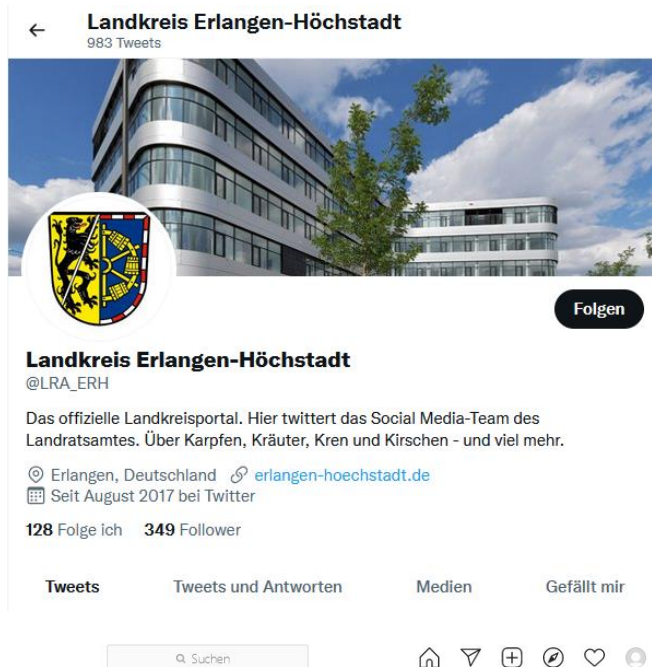 Landkreis Erlangen-Höchstadt
983 Tweets
Folgen
Landkreis Erlangen-Höchstadt
@LRA_ERH
Das offizielle Landkreisportal. Hier twittert das Social Media-Team des
Landratsamtes. Über Karpfen, Kräuter, Kren und Kirschen - und viel mehr.
Erlangen, Deutschland erlangen-hoechstadt.de
Seit August 2017 bei Twitter
128 Folge ich 349 Follower
Tweets Tweets und Antworten Medien Gefällt mir
Suchen